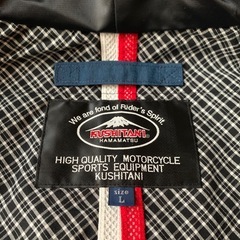 We are fond of Rider's Spirit
KUSHITANI
HAMAMATSU
HIGH QUALITY MOTORCYCLE
SPORTS EQUIPMENT
KUSHITANI
size
L